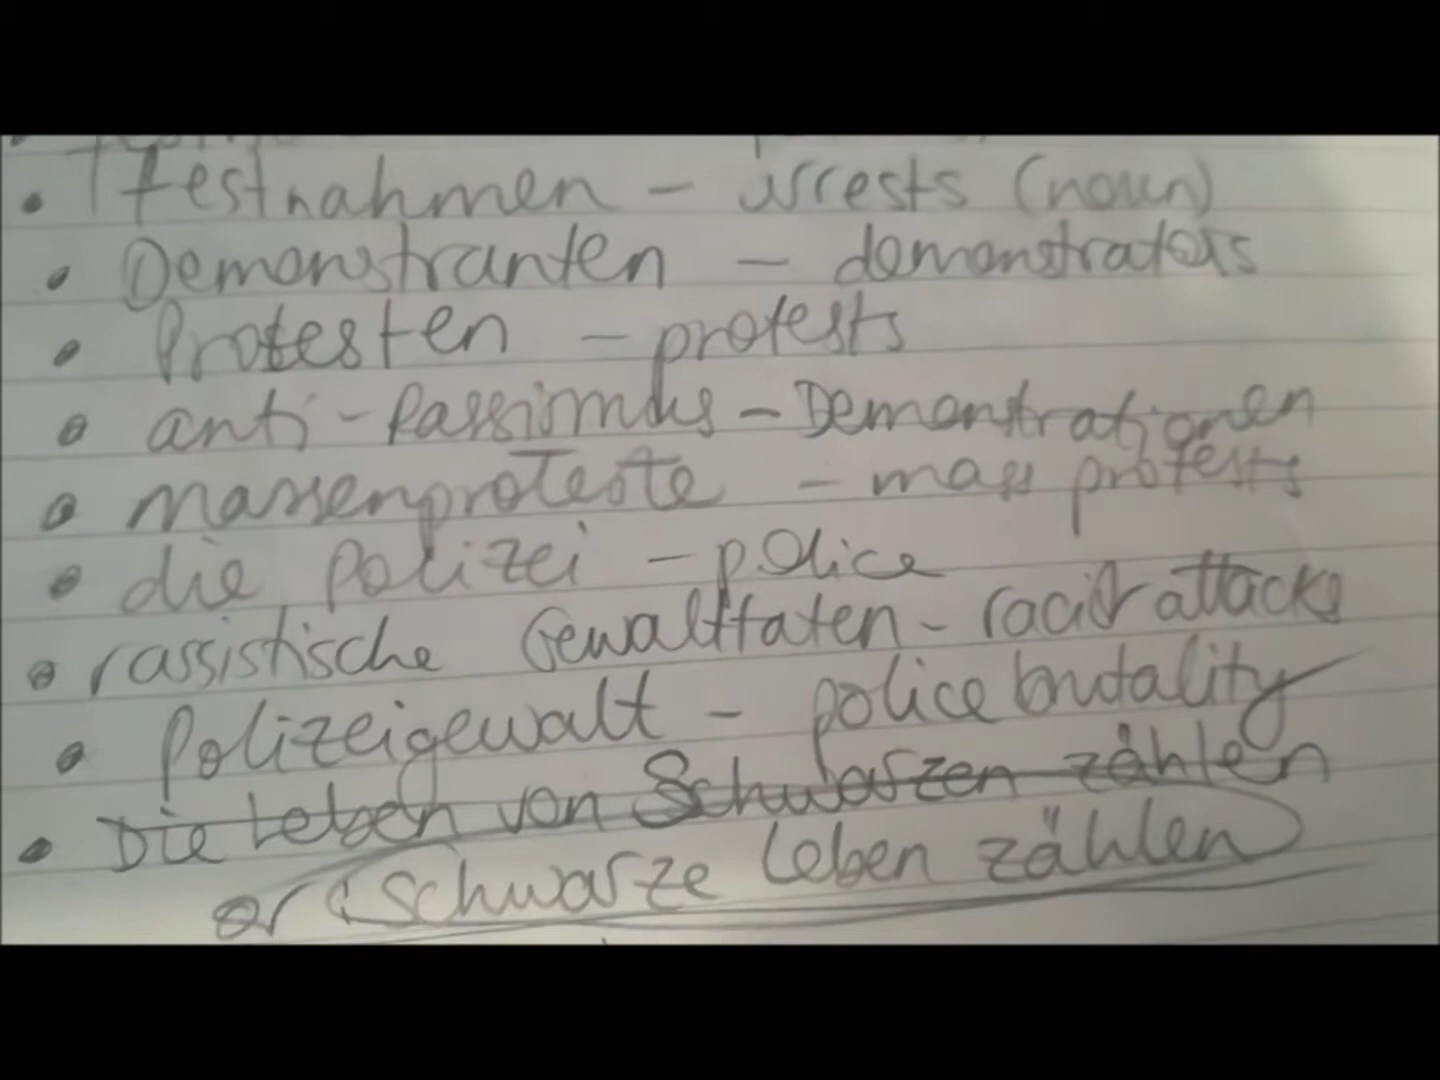 • Festnahmen - arrests (noun)
• Demonstranten - demonstrators
• Protesten - protests
• anti-Rassismus-Demonstrationen
• massenproteste - mass protests
• die polizei - police
• rassistische Gewalttaten - racist attacks
• Polizeigewalt - police brutality
• Die Leben von Schwarzen zählen
or Schwarze Leben zählen